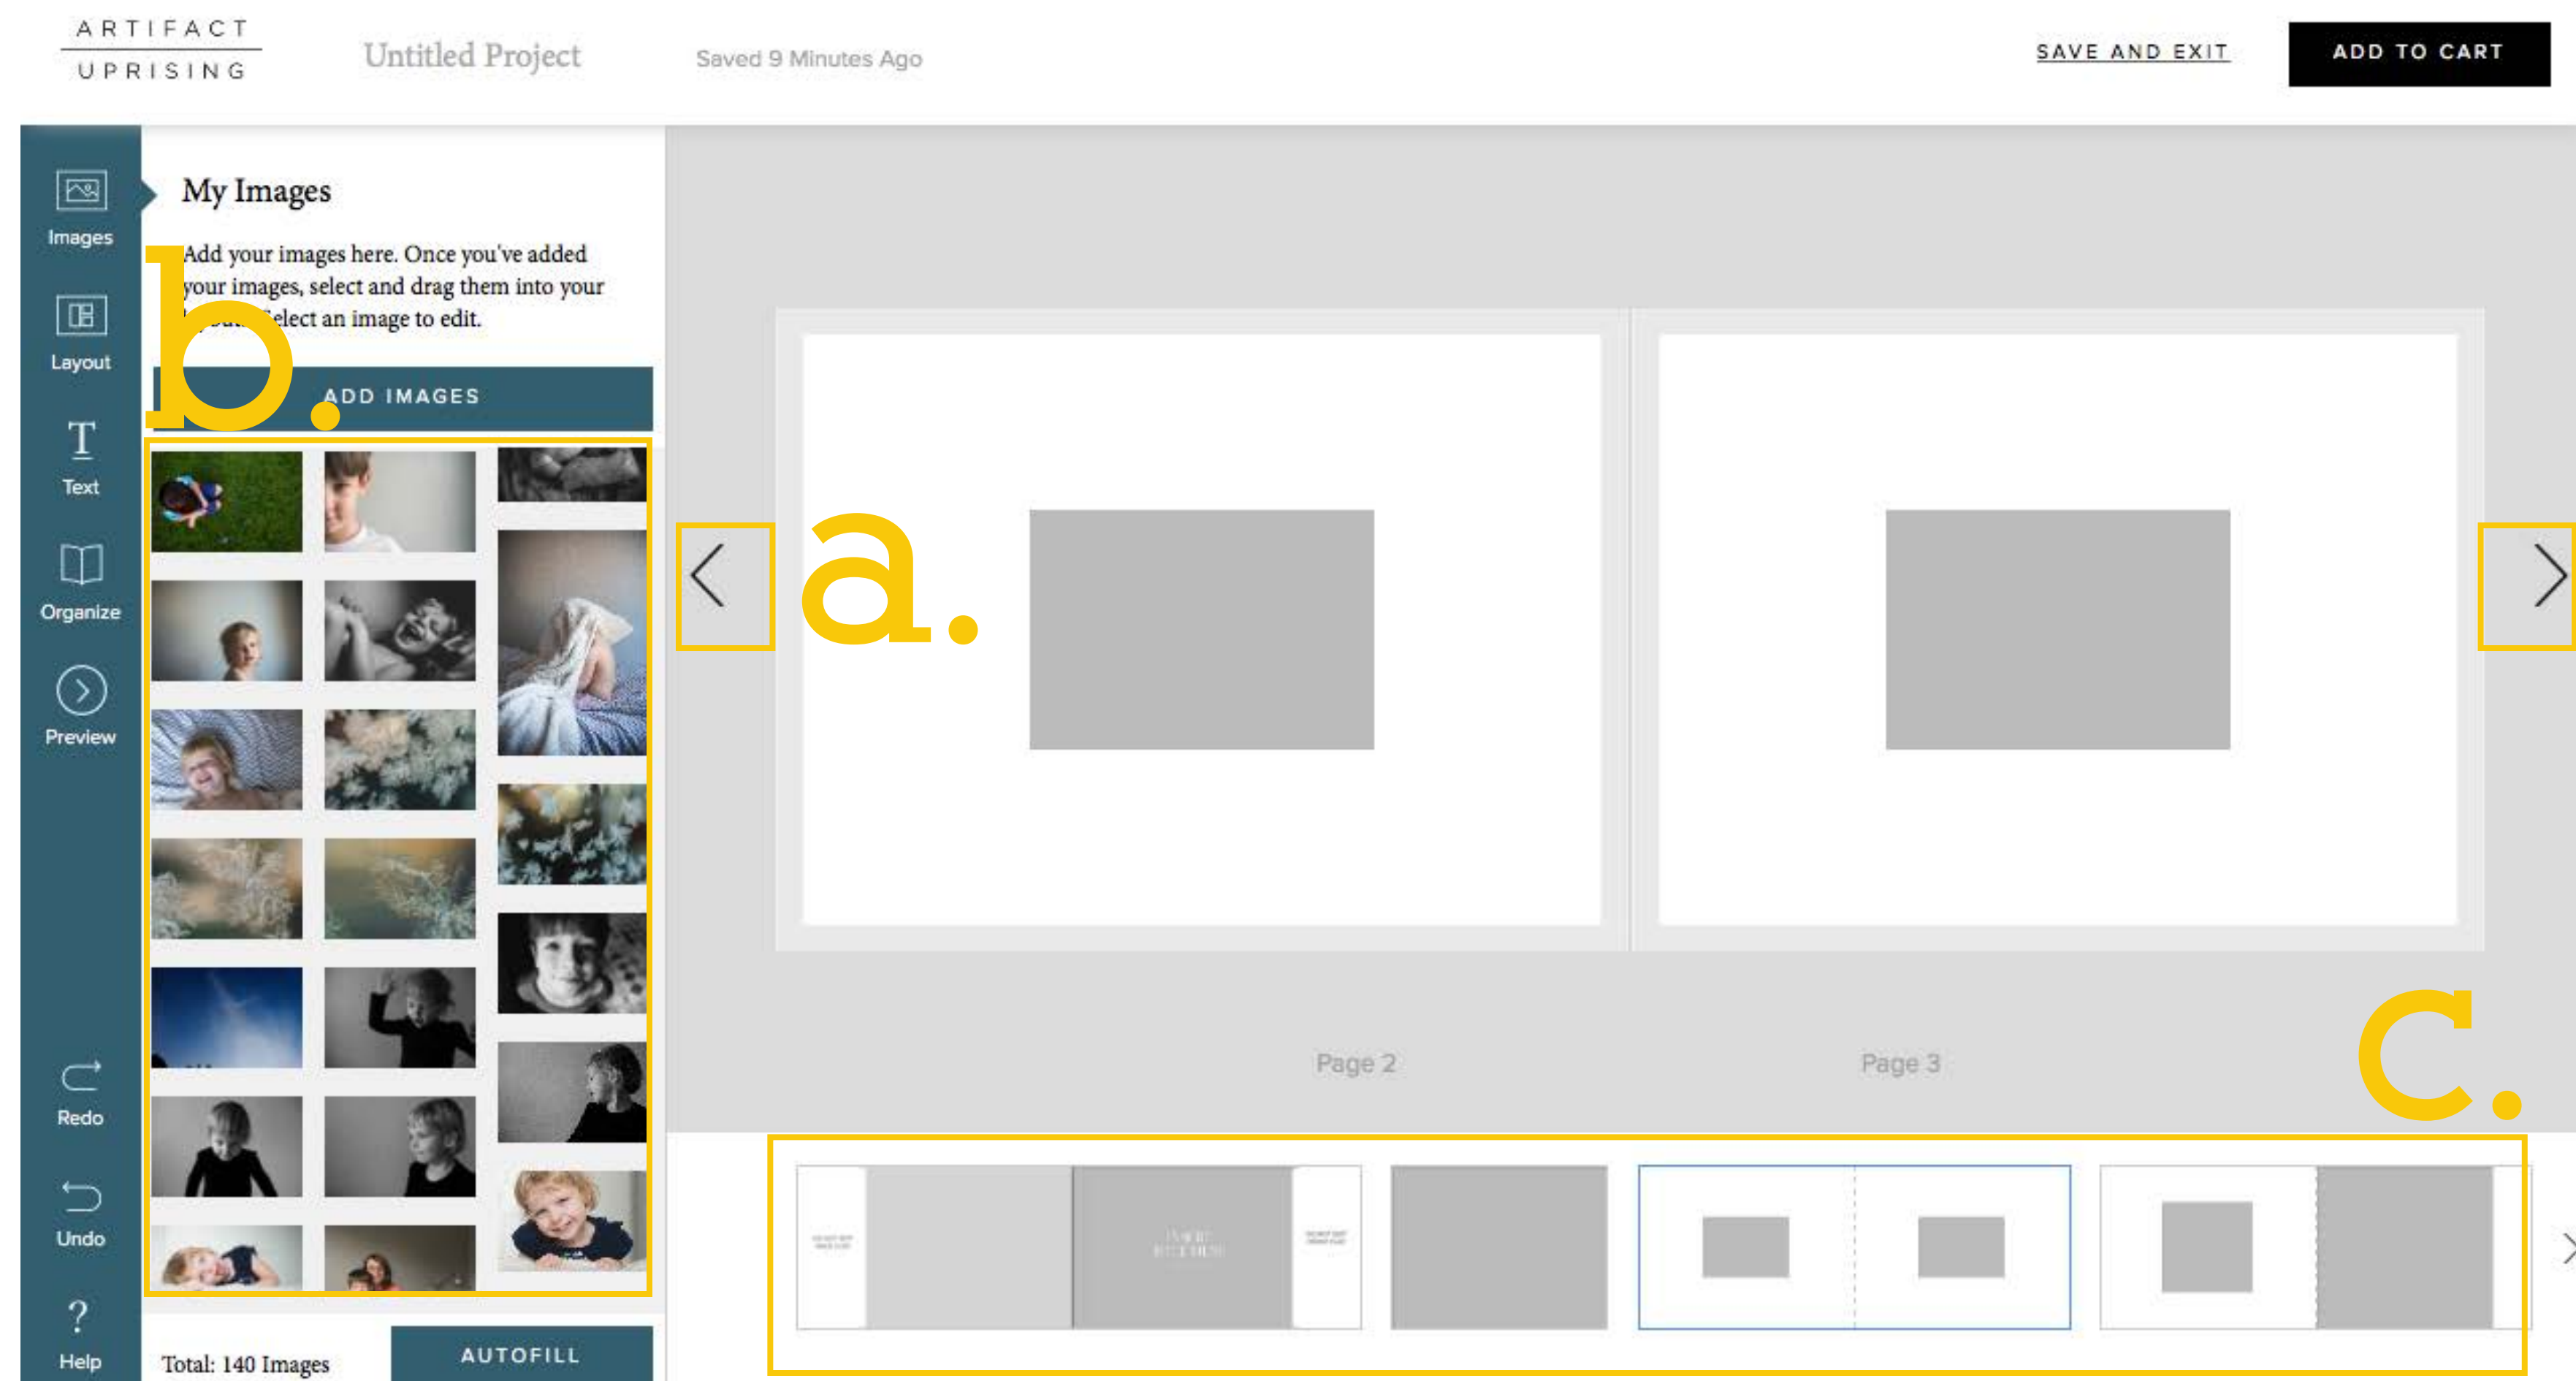 ARTIFACT
UPRISING
Untitled Project
Saved 9 Minutes Ago
SAVE AND EXIT
ADD TO CART
Images
Layout
Text
Organize
Preview
Redo
Undo
Help
My Images
Add your images here. Once you've added
your images, select and drag them into your
Select an image to edit.
b.
ADD IMAGES
Total: 140 Images
AUTOFILL
a.
Page 2
Page 3
c.